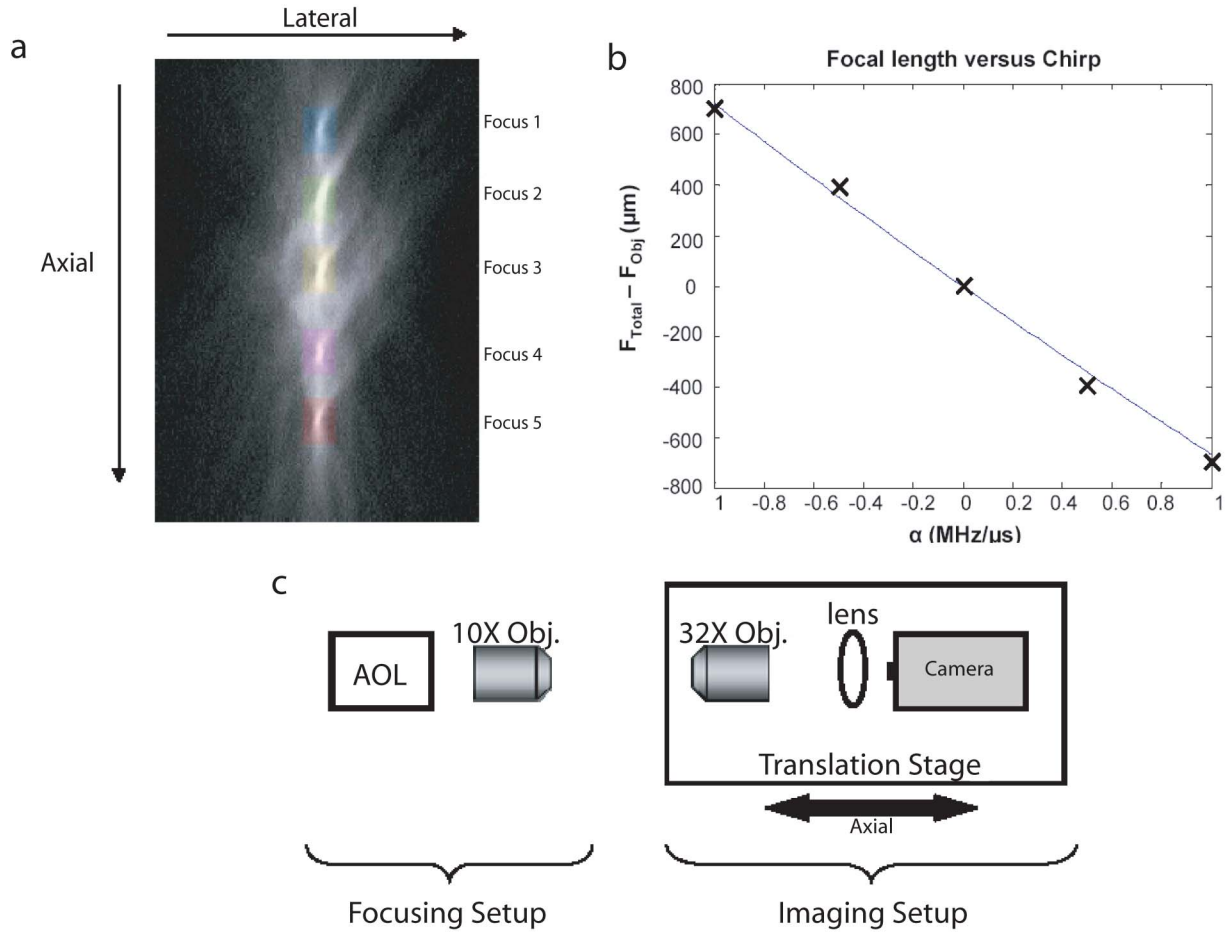 a
Lateral
Axial
Focus 1
Focus 2
Focus 3
Focus 4
Focus 5
b
Focal length versus Chirp
F_Total – F_Obj (μm)
800
600
400
200
0
-200
-400
-600
-800
1 -0.8 -0.6 -0.4 -0.2 0 0.2 0.4 0.6 0.8 1
α (MHz/μs)
c
AOL
10X Obj.
32X Obj.
lens
Camera
Translation Stage
Axial
Focusing Setup
Imaging Setup